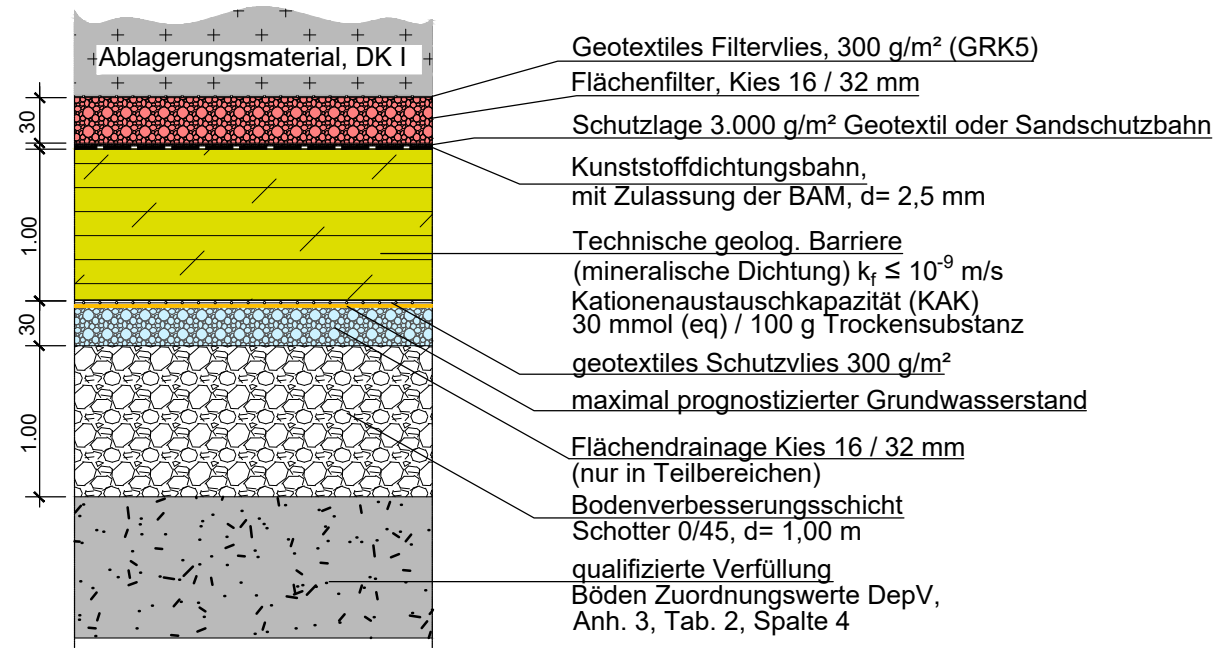 Ablagerungsmaterial, DK I
Geotextiles Filtervlies, 300 g/m² (GRK5)
Flächenfilter, Kies 16 / 32 mm
Schutzlage 3.000 g/m² Geotextil oder Sandschutzbahn
Kunststoffdichtungsbahn,
mit Zulassung der BAM, d= 2,5 mm
Technische geolog. Barriere
(mineralische Dichtung) kf ≤ 10⁻⁹ m/s
Kationenaustauschkapazität (KAK)
30 mmol (eq) / 100 g Trockensubstanz
geotextiles Schutzvlies 300 g/m²
maximal prognostizierter Grundwasserstand
Flächendrainage Kies 16 / 32 mm
(nur in Teilbereichen)
Bodenverbesserungsschicht
Schotter 0/45, d= 1,00 m
qualifizierte Verfüllung
Böden Zuordnungswerte DepV,
Anh. 3, Tab. 2, Spalte 4
30
1.00
30
1.00